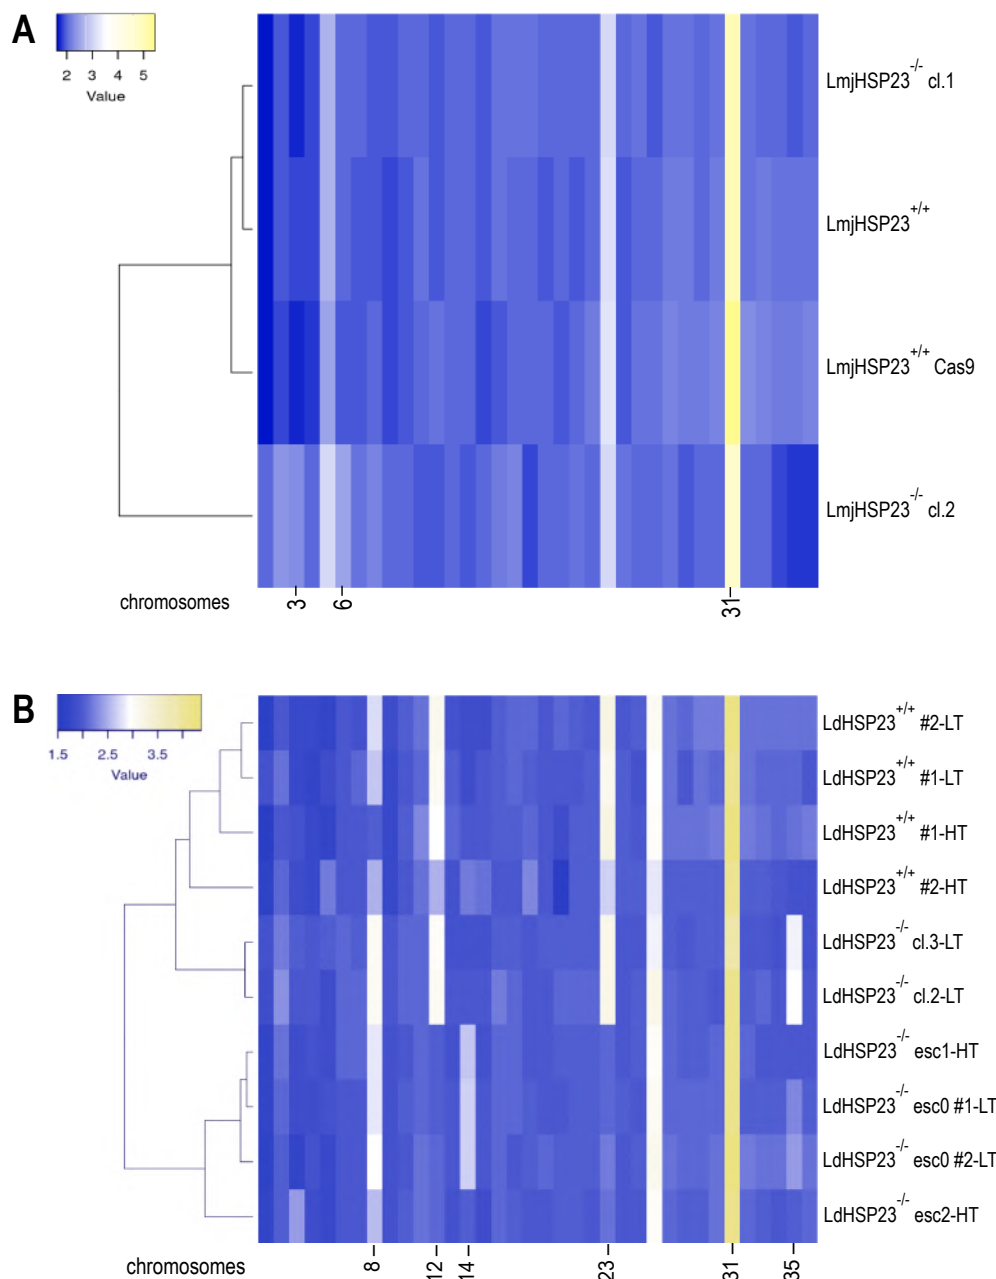 A
2 3 4 5
Value
LmjHSP23-/- cl.1
LmjHSP23+/+
LmjHSP23+/+ Cas9
LmjHSP23-/- cl.2
chromosomes 3 6 31
B
1.5 2.5 3.5
Value
LdHSP23+/+ #2-LT
LdHSP23+/+ #1-LT
LdHSP23+/+ #1-HT
LdHSP23+/+ #2-HT
LdHSP23-/- cl.3-LT
LdHSP23-/- cl.2-LT
LdHSP23-/- esc1-HT
LdHSP23-/- esc0 #1-LT
LdHSP23-/- esc0 #2-LT
LdHSP23-/- esc2-HT
chromosomes 8 12 14 23 31 35